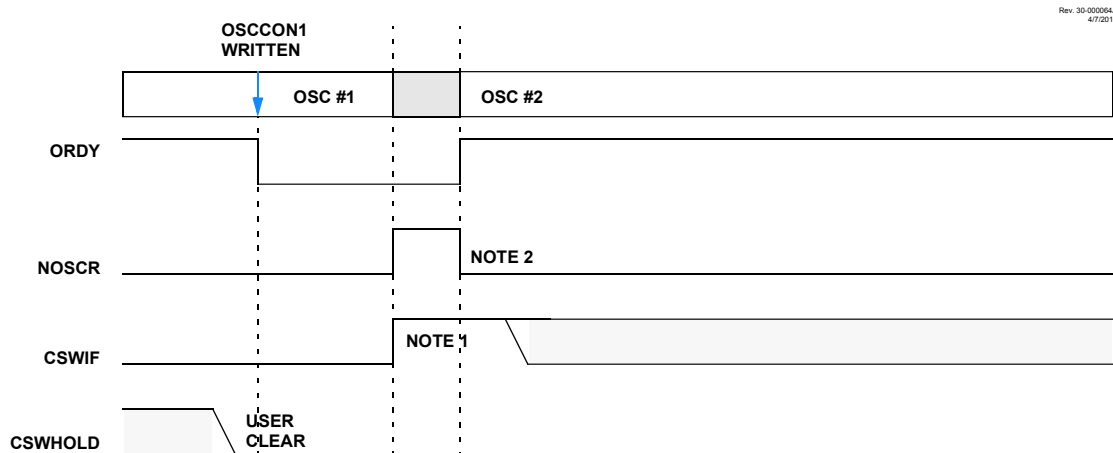 Rev. 30-000064
4/7/201
OSCCON1
WRITTEN
OSC #1
OSC #2
ORDY
NOSCR
NOTE 2
CSWIF
NOTE 1
CSWHOLD
USER
CLEAR